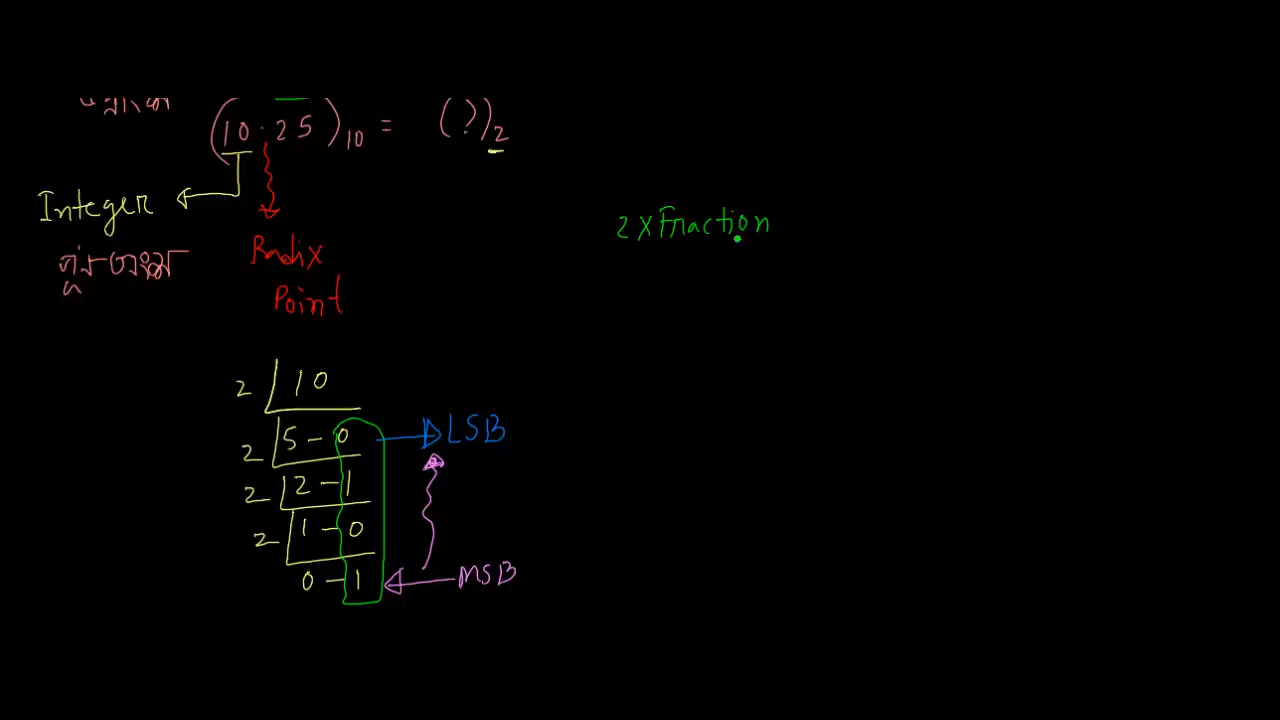 (10.25)10 = (?)2
Integer
পূর্ণ সংখ্যা
Radix
Point
2 x Fraction
2 | 10
2 | 5 - 0 → LSB
2 | 2 - 1
2 | 1 - 0
0 - 1 ← MSB